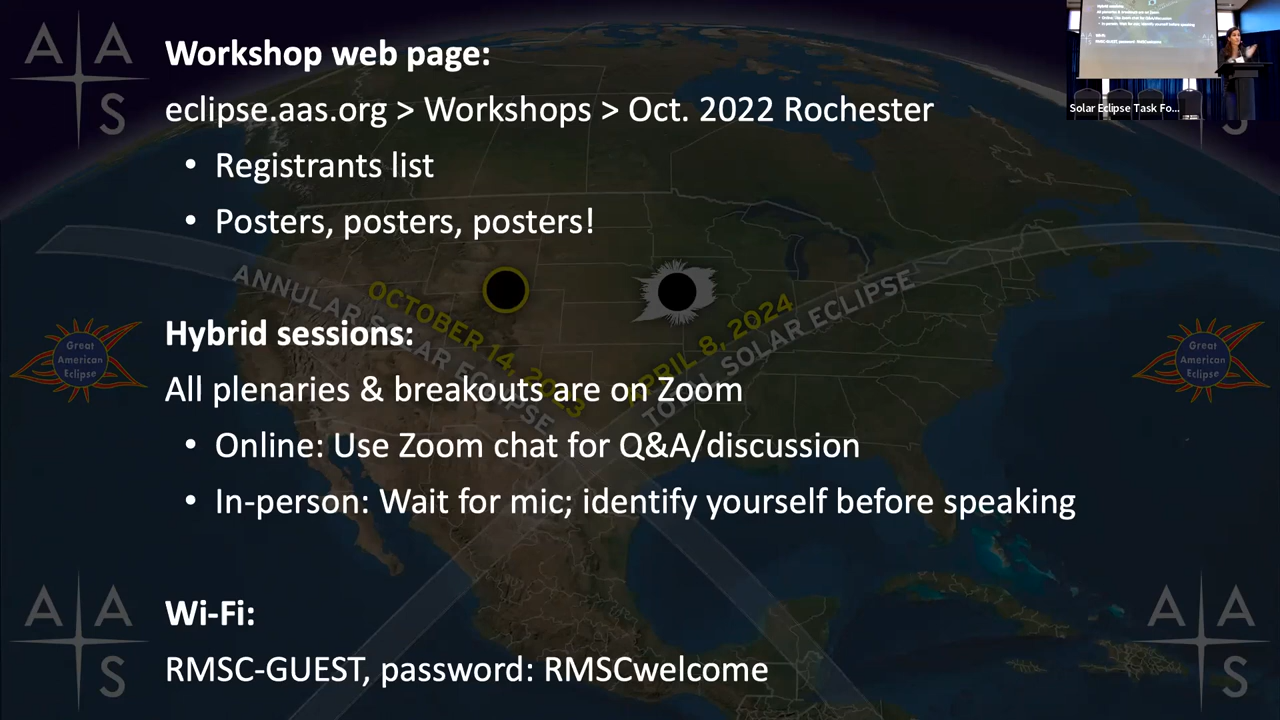 Workshop web page:
eclipse.aas.org > Workshops > Oct. 2022 Rochester
• Registrants list
• Posters, posters, posters!
Hybrid sessions:
All plenaries & breakouts are on Zoom
• Online: Use Zoom chat for Q&A/discussion
• In-person: Wait for mic; identify yourself before speaking
Wi-Fi:
RMSC-GUEST, password: RMSCwelcome
ANNULAR SOLAR ECLIPSE
OCTOBER 14, 2023
APRIL 8, 2024
TOTAL SOLAR ECLIPSE
Great
American
Eclipse
Great
American
Eclipse
A A
S
A A
S
A A
S
S
Solar Eclipse Task Fo...